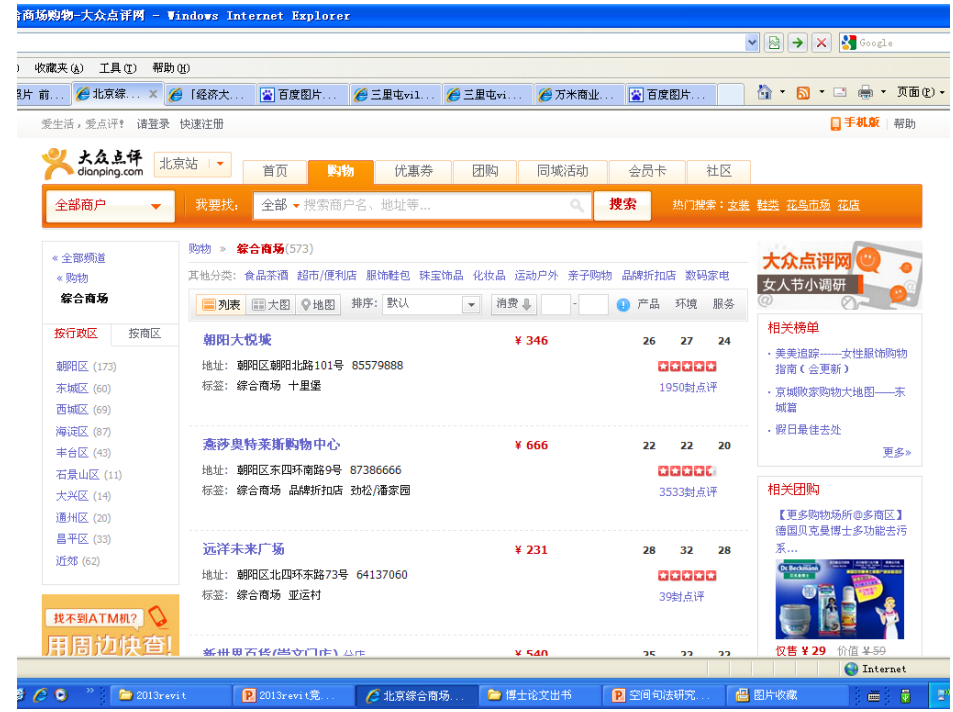 商场购物-大众点评网 - Windows Internet Explorer
Google
收藏夹(A) 工具(T) 帮助(H)
照片 前... 北京综... 「经济大... 百度图片... 三里屯vil... 三里屯vi... 万米商业... 百度图片... 页面(P)
爱生活，爱点评! 请登录 快速注册 手机版 帮助
大众点评 dianping.com 北京站 首页 购物 优惠券 团购 同城活动 会员卡 社区
全部商户 我要找: 全部 搜索商户名、地址等... 搜索 热门搜索：女装 鞋类 花鸟市场 花店
« 全部频道
« 购物
综合商场
按行政区 按商区
朝阳区 (173)
东城区 (60)
西城区 (69)
海淀区 (87)
丰台区 (43)
石景山区 (11)
大兴区 (14)
通州区 (20)
昌平区 (33)
近郊 (62)
找不到ATM机?
用周边快查!
购物 » 综合商场(573)
其他分类: 食品茶酒 超市/便利店 服饰鞋包 珠宝饰品 化妆品 运动户外 亲子购物 品牌折扣店 数码家电
列表 大图 地图 排序: 默认 消费 - 产品 环境 服务
朝阳大悦城 ¥ 346 26 27 24
地址: 朝阳区朝阳北路101号 85579888
标签: 综合商场 十里堡 1950封点评
燕莎奥特莱斯购物中心 ¥ 666 22 22 20
地址: 朝阳区东四环南路9号 87386666
标签: 综合商场 品牌折扣店 劲松/潘家园 3533封点评
远洋未来广场 ¥ 231 28 32 28
地址: 朝阳区北四环东路73号 64137060
标签: 综合商场 亚运村 39封点评
新世界百货(崇文门店) 分店 ¥ 540 25 22 22
大众点评网
女人节小调研
相关榜单
· 美美追踪-----女性服饰购物
指南(会更新)
· 京城败家购物大地图——东
城篇
· 假日最佳去处
更多»
相关团购
【更多购物场所@多商区】
德国贝克曼博士多功能去污
系...
Dr.Beckmann
仅售 ¥ 29 价值 ¥ 59
Internet
2013revit 2013revit竞... 北京综合商场... 博士论文出书 空间句法研究... 图片收藏